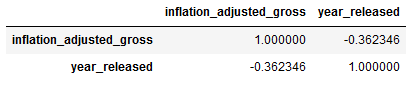 inflation_adjusted_gross year_released
inflation_adjusted_gross 1.000000 -0.362346
year_released -0.362346 1.000000